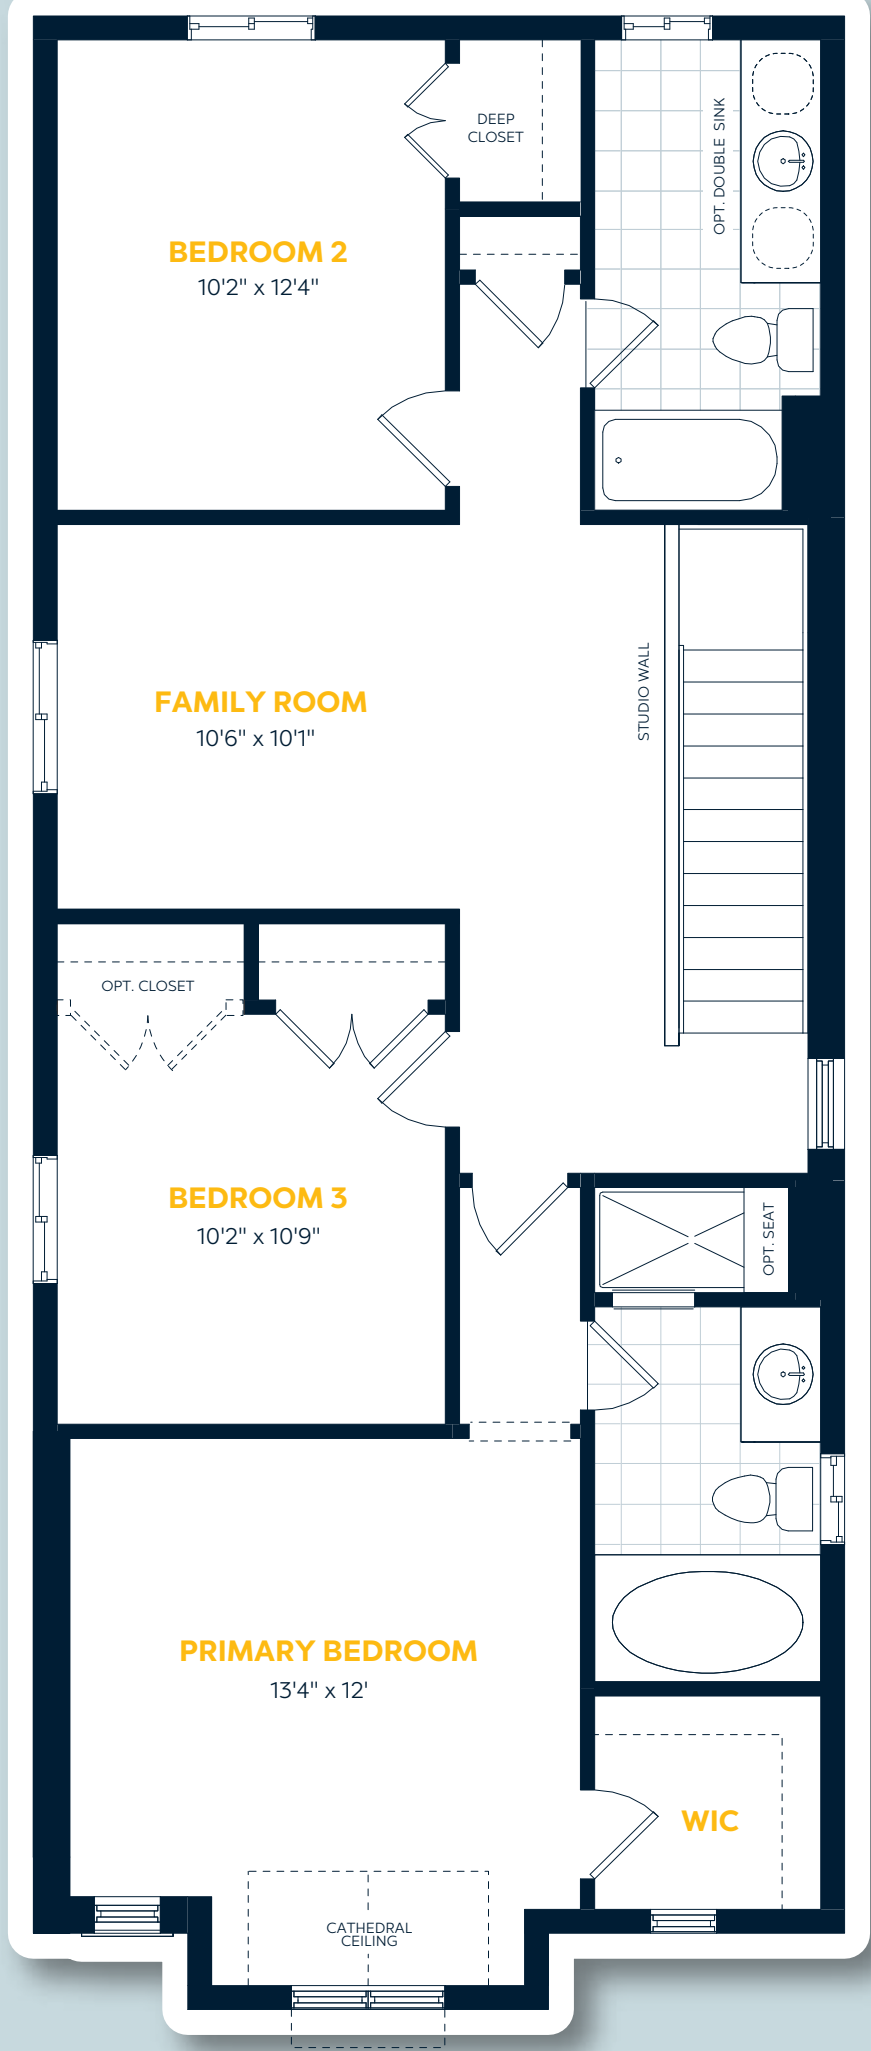 DEEP
CLOSET
OPT. DOUBLE SINK
BEDROOM 2
10'2" x 12'4"
STUDIO WALL
FAMILY ROOM
10'6" x 10'1"
OPT. CLOSET
BEDROOM 3
10'2" x 10'9"
OPT. SEAT
PRIMARY BEDROOM
13'4" x 12'
WIC
CATHEDRAL
CEILING